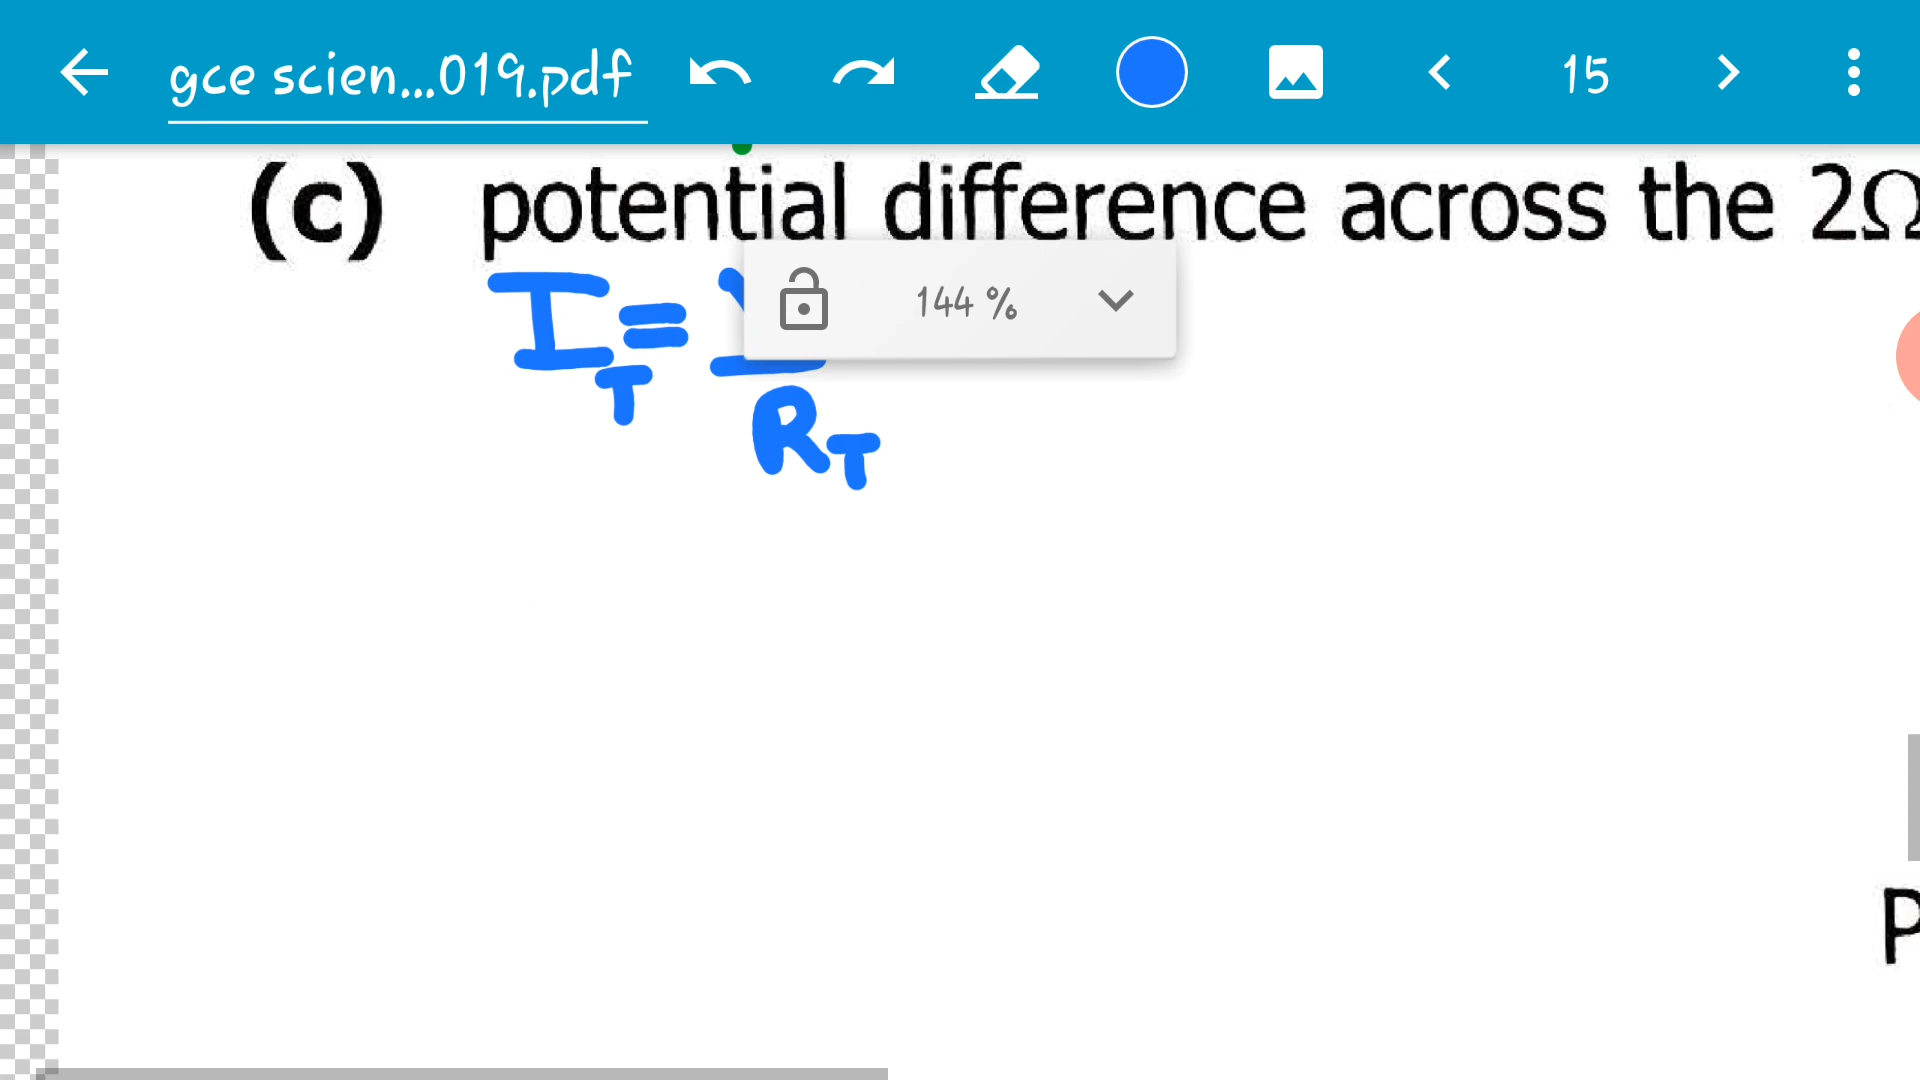 gce scien...019.pdf 15
(c) potential difference across the 2Ω
144 %
I_T =
R_T
P